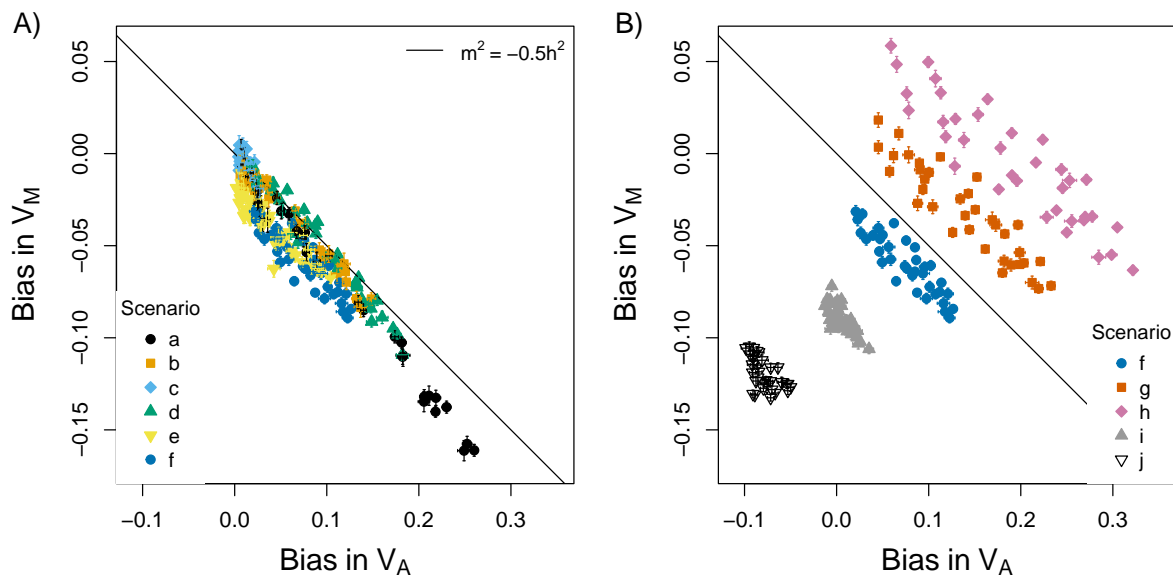 A)
m² = −0.5h²
0.05
0.00
−0.05
−0.10
−0.15
Bias in V_M
Scenario
a
b
c
d
e
f
−0.1
0.0
0.1
0.2
0.3
Bias in V_A
B)
0.05
0.00
−0.05
−0.10
−0.15
Bias in V_M
Scenario
f
g
h
i
j
−0.1
0.0
0.1
0.2
0.3
Bias in V_A